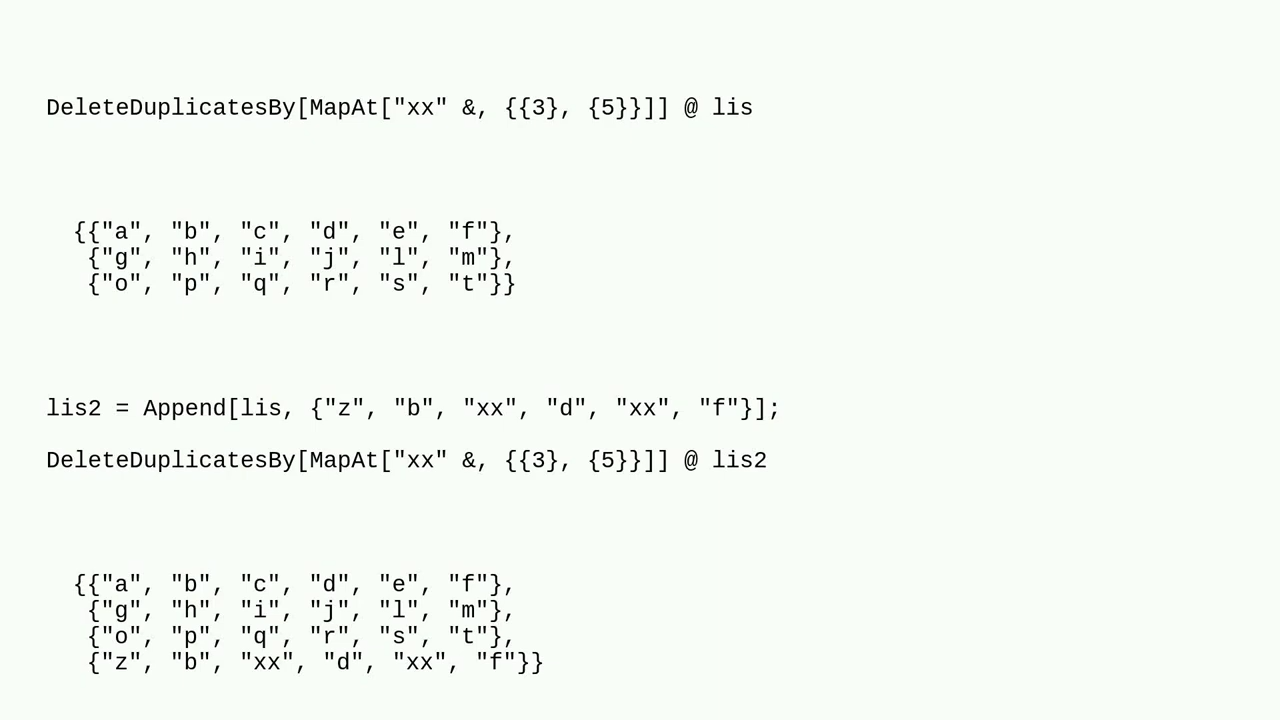 DeleteDuplicatesBy[MapAt["xx" &, {{3}, {5}}]] @ lis
{{"a", "b", "c", "d", "e", "f"},
{"g", "h", "i", "j", "l", "m"},
{"o", "p", "q", "r", "s", "t"}}
lis2 = Append[lis, {"z", "b", "xx", "d", "xx", "f"}];
DeleteDuplicatesBy[MapAt["xx" &, {{3}, {5}}]] @ lis2
{{"a", "b", "c", "d", "e", "f"},
{"g", "h", "i", "j", "l", "m"},
{"o", "p", "q", "r", "s", "t"},
{"z", "b", "xx", "d", "xx", "f"}}